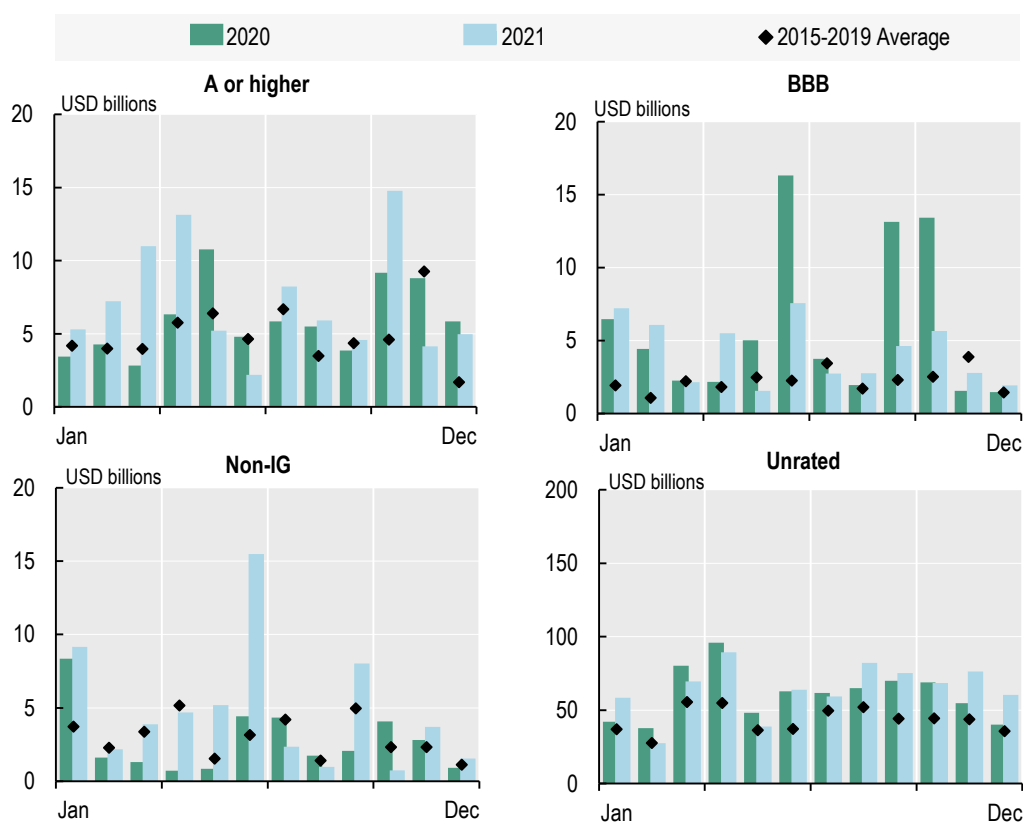 2020 2021 2015-2019 Average
A or higher
USD billions
20
15
10
5
0
Jan Dec
BBB
USD billions
20
15
10
5
0
Jan Dec
Non-IG
USD billions
20
15
10
5
0
Jan Dec
Unrated
USD billions
200
150
100
50
0
Jan Dec